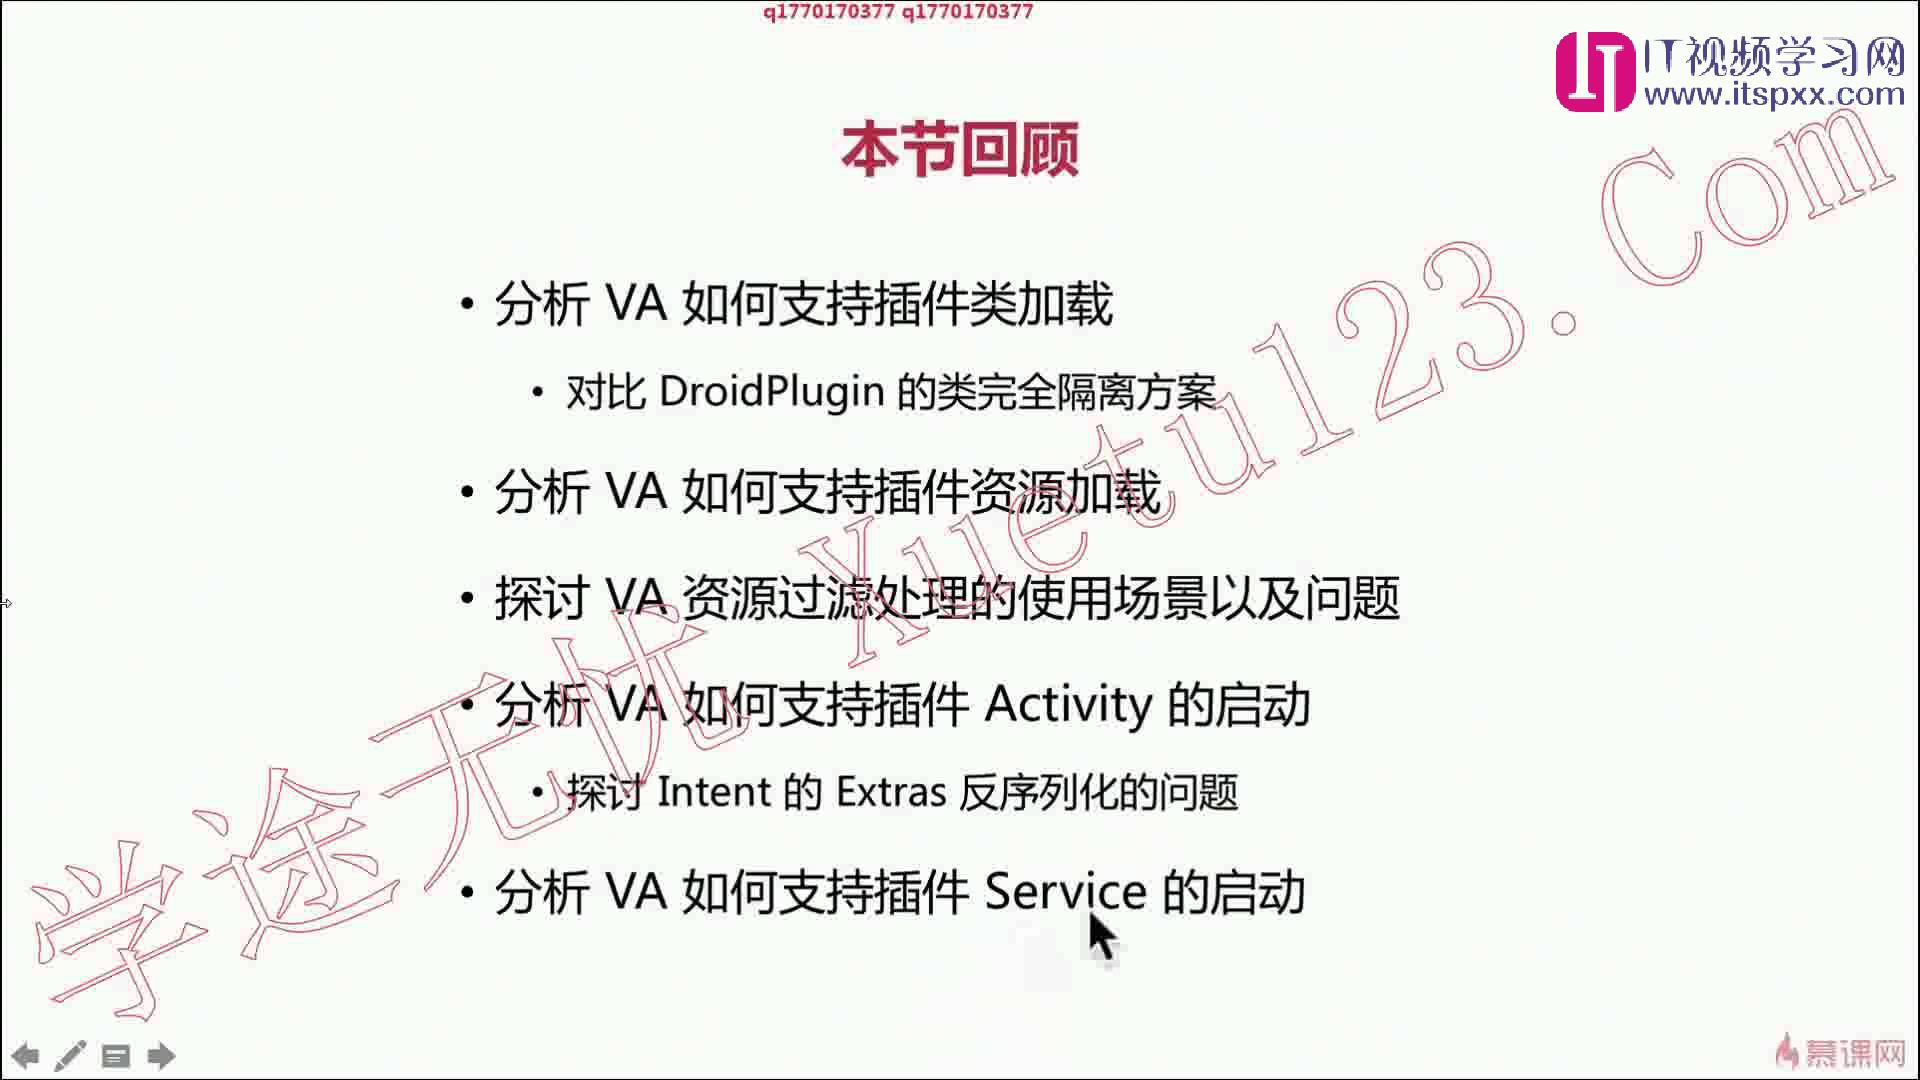 q1770170377 q1770170377
IT视频学习网
www.itspxx.com
本节回顾
• 分析 VA 如何支持插件类加载
• 对比 DroidPlugin 的类完全隔离方案
• 分析 VA 如何支持插件资源加载
• 探讨 VA 资源过滤处理的使用场景以及问题
• 分析 VA 如何支持插件 Activity 的启动
• 探讨 Intent 的 Extras 反序列化的问题
• 分析 VA 如何支持插件 Service 的启动
学途无忧 Xuetu123.Com
慕课网